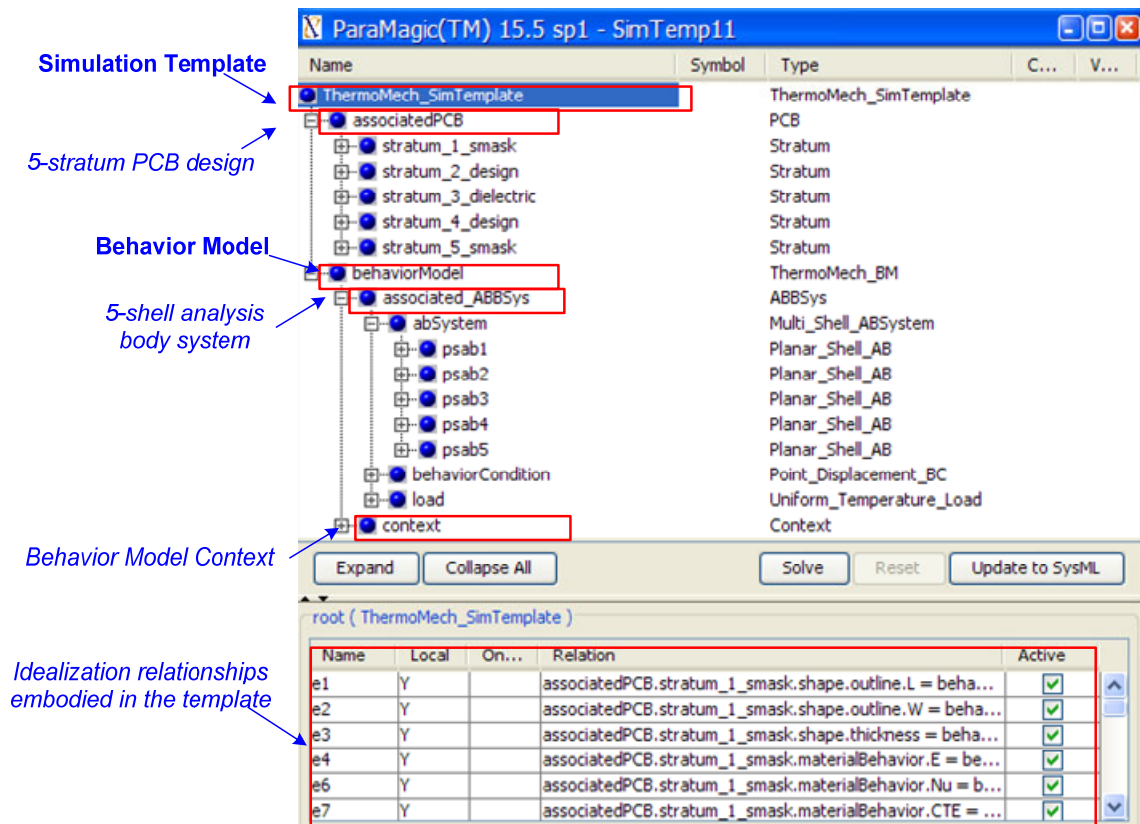 ParaMagic(TM) 15.5 sp1 - SimTemp11
Name Symbol Type C... V...
Simulation Template
ThermoMech_SimTemplate ThermoMech_SimTemplate
associatedPCB PCB
5-stratum PCB design
stratum_1_smask Stratum
stratum_2_design Stratum
stratum_3_dielectric Stratum
stratum_4_design Stratum
stratum_5_smask Stratum
Behavior Model
behaviorModel ThermoMech_BM
5-shell analysis
body system
associated_ABBSys ABBSys
abSystem Multi_Shell_ABSystem
psab1 Planar_Shell_AB
psab2 Planar_Shell_AB
psab3 Planar_Shell_AB
psab4 Planar_Shell_AB
psab5 Planar_Shell_AB
behaviorCondition Point_Displacement_BC
load Uniform_Temperature_Load
context Context
Behavior Model Context
Expand Collapse All Solve Reset Update to SysML
root ( ThermoMech_SimTemplate )
Name Local On... Relation Active
Idealization relationships
embodied in the template
e1 Y associatedPCB.stratum_1_smask.shape.outline.L = beha...
e2 Y associatedPCB.stratum_1_smask.shape.outline.W = beha...
e3 Y associatedPCB.stratum_1_smask.shape.thickness = beha...
e4 Y associatedPCB.stratum_1_smask.materialBehavior.E = be...
e6 Y associatedPCB.stratum_1_smask.materialBehavior.Nu = b...
e7 Y associatedPCB.stratum_1_smask.materialBehavior.CTE = ...